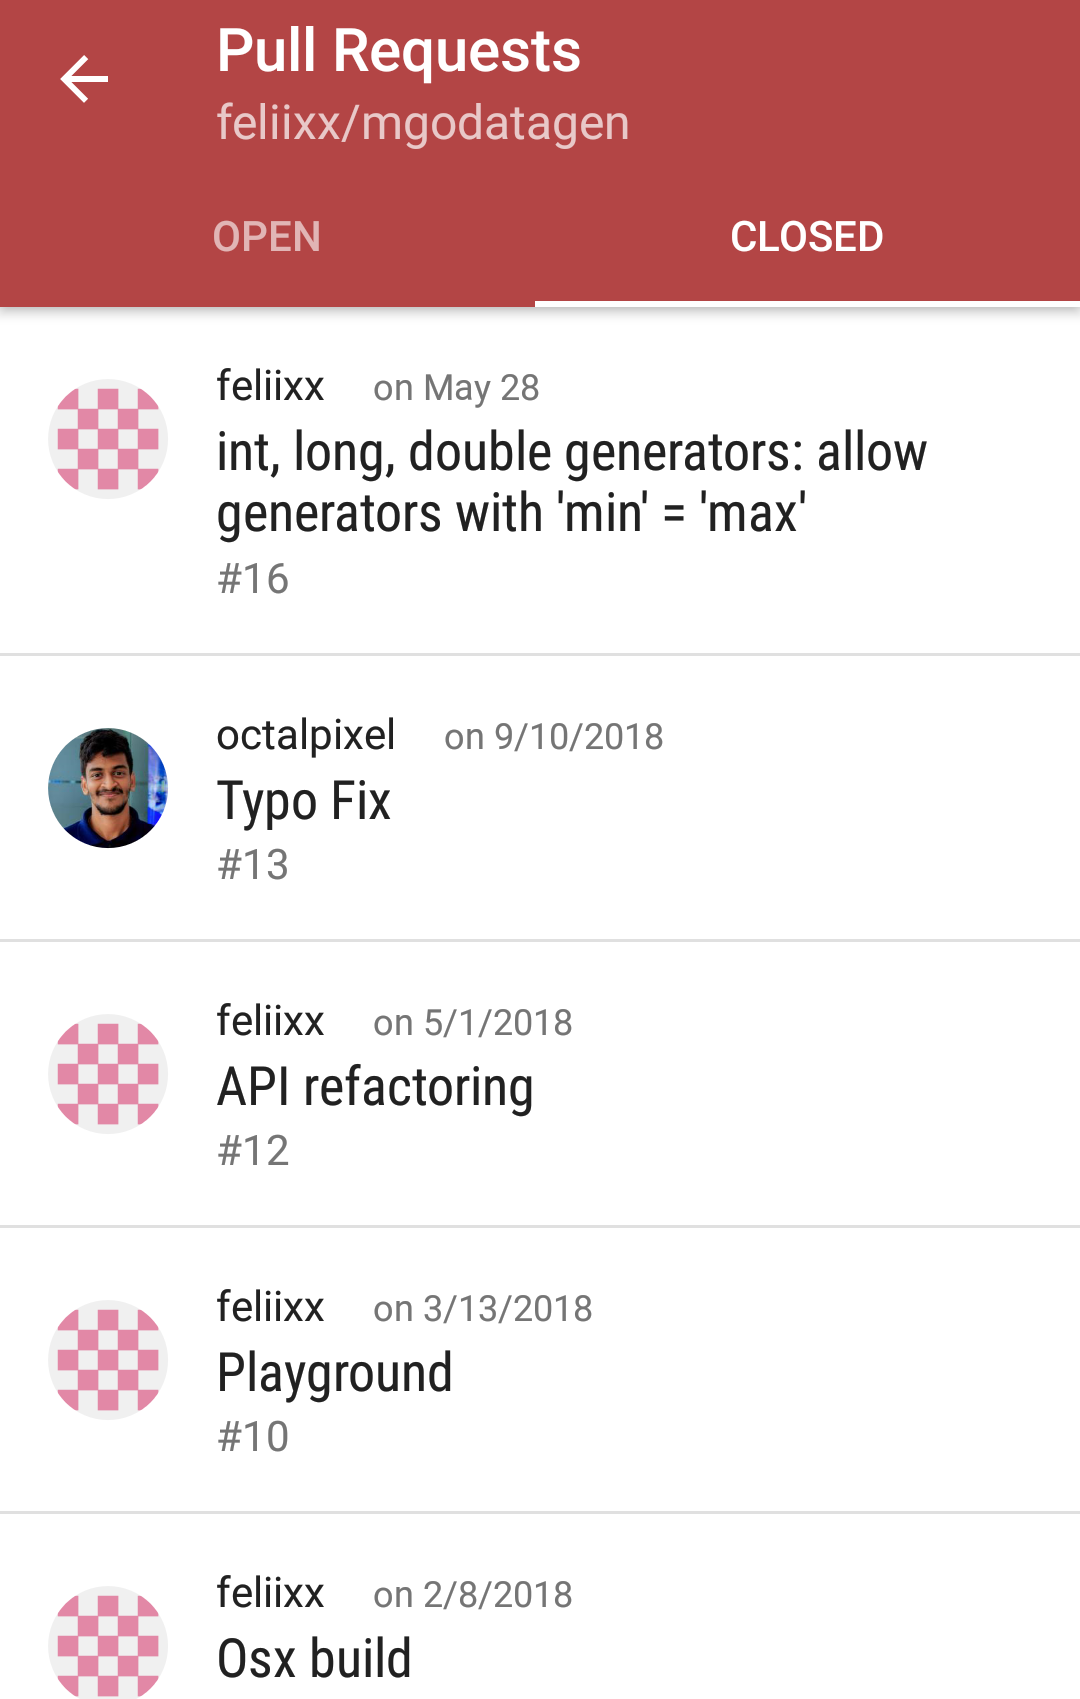 Pull Requests
feliixx/mgodatagen
OPEN
CLOSED
feliixx on May 28
int, long, double generators: allow
generators with 'min' = 'max'
#16
octalpixel on 9/10/2018
Typo Fix
#13
feliixx on 5/1/2018
API refactoring
#12
feliixx on 3/13/2018
Playground
#10
feliixx on 2/8/2018
Osx build